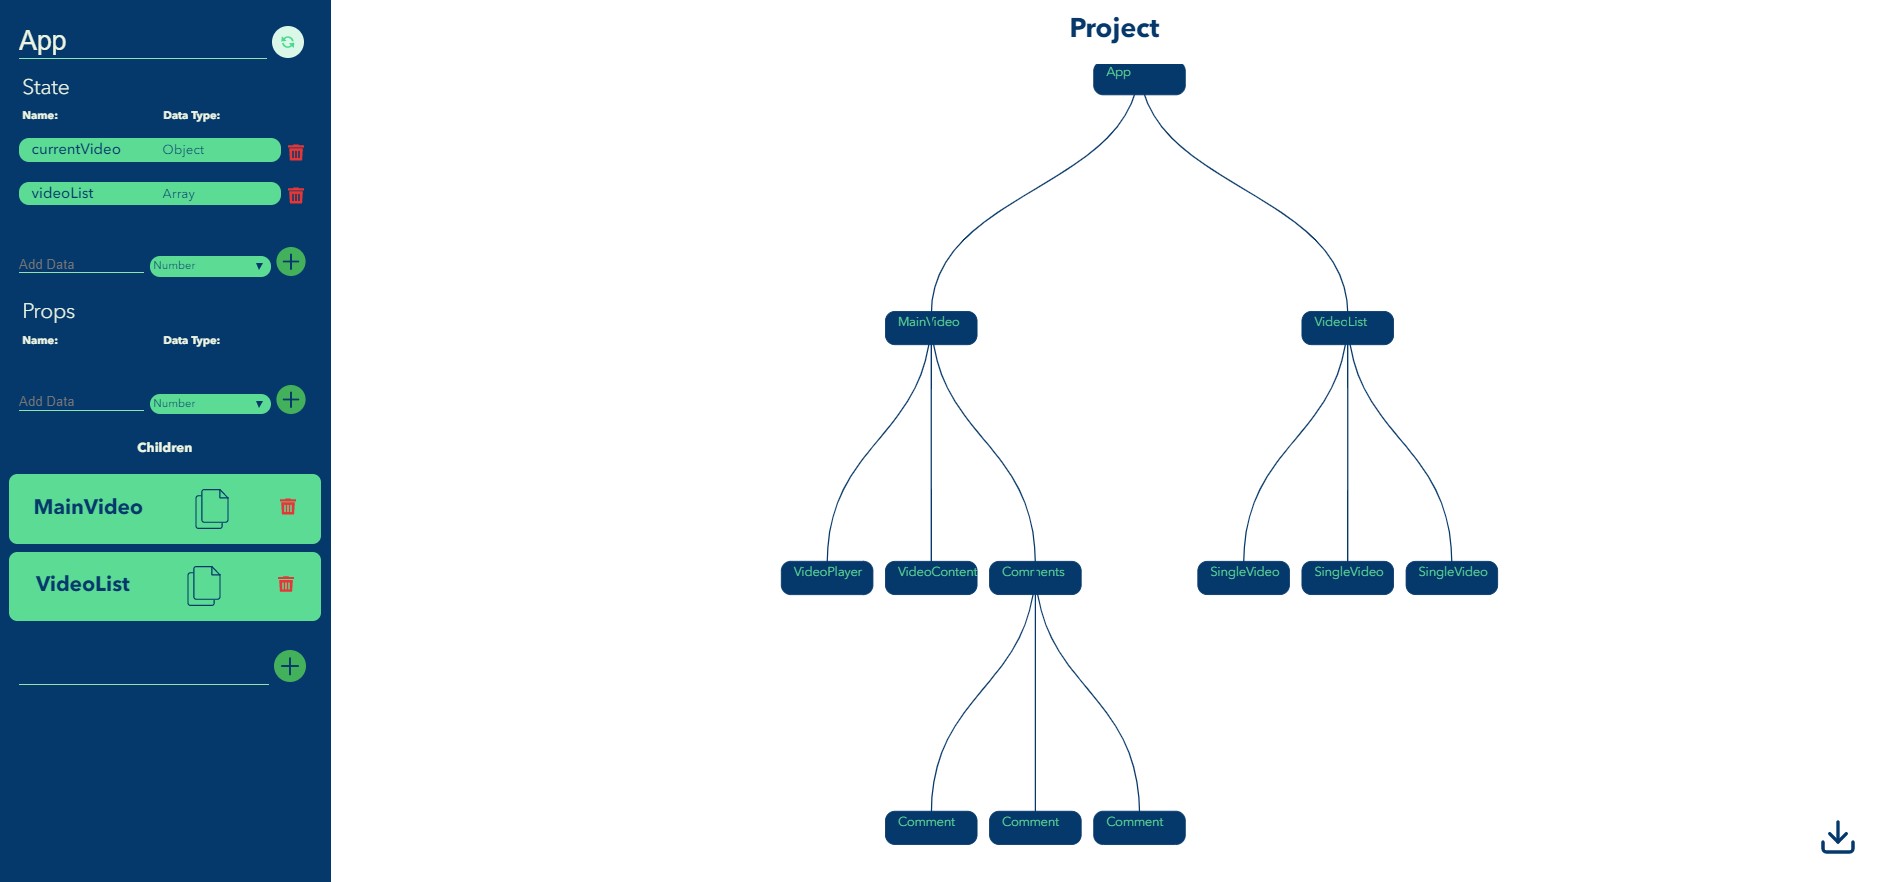 App
State
Name: Data Type:
currentVideo Object
videoList Array
Add Data Number
Props
Name: Data Type:
Add Data Number
Children
MainVideo
VideoList
Project
App
MainVideo VideoList
VideoPlayer VideoContent Comments SingleVideo SingleVideo SingleVideo
Comment Comment Comment